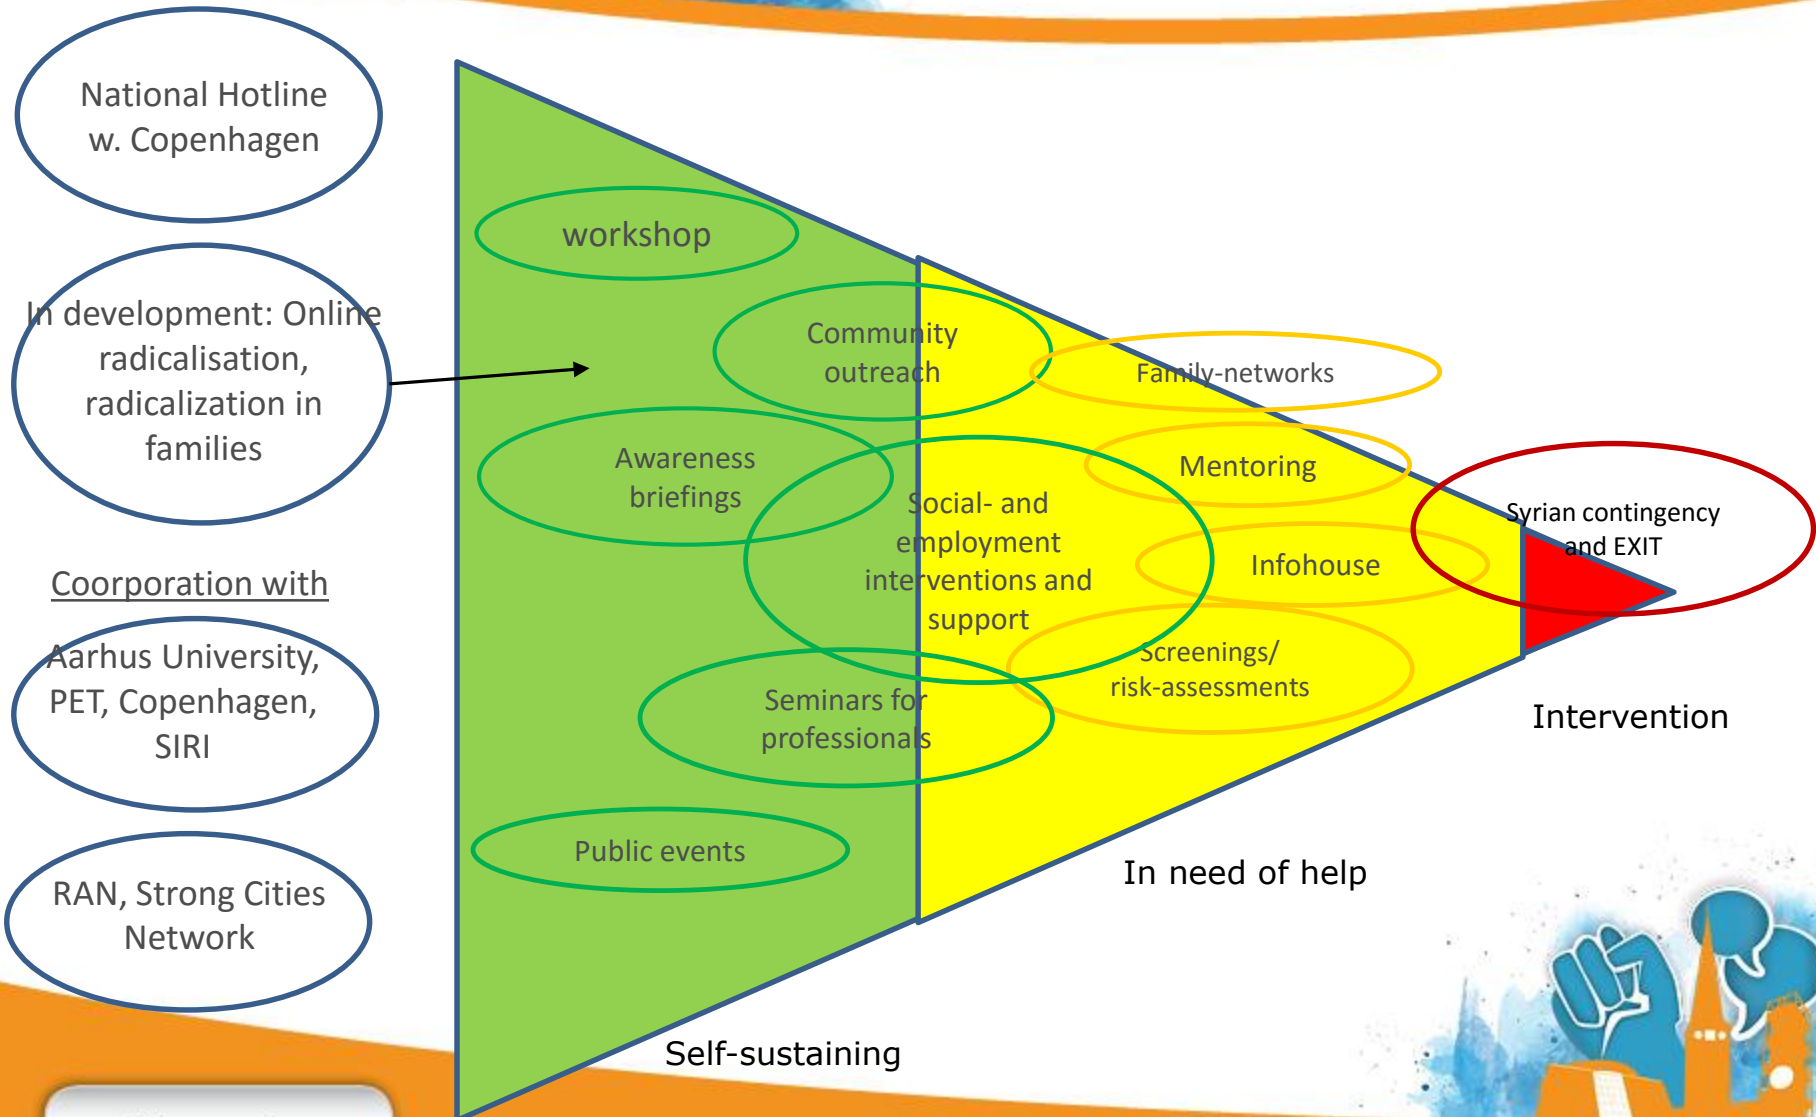 National Hotline
w. Copenhagen
In development: Online
radicalisation,
radicalization in
families
Coorporation with
Aarhus University,
PET, Copenhagen,
SIRI
RAN, Strong Cities
Network
workshop
Community
outreach
Awareness
briefings
Social- and
employment
interventions and
support
Seminars for
professionals
Public events
Family-networks
Mentoring
Infohouse
Screenings/
risk-assessments
Syrian contingency
and EXIT
Intervention
In need of help
Self-sustaining